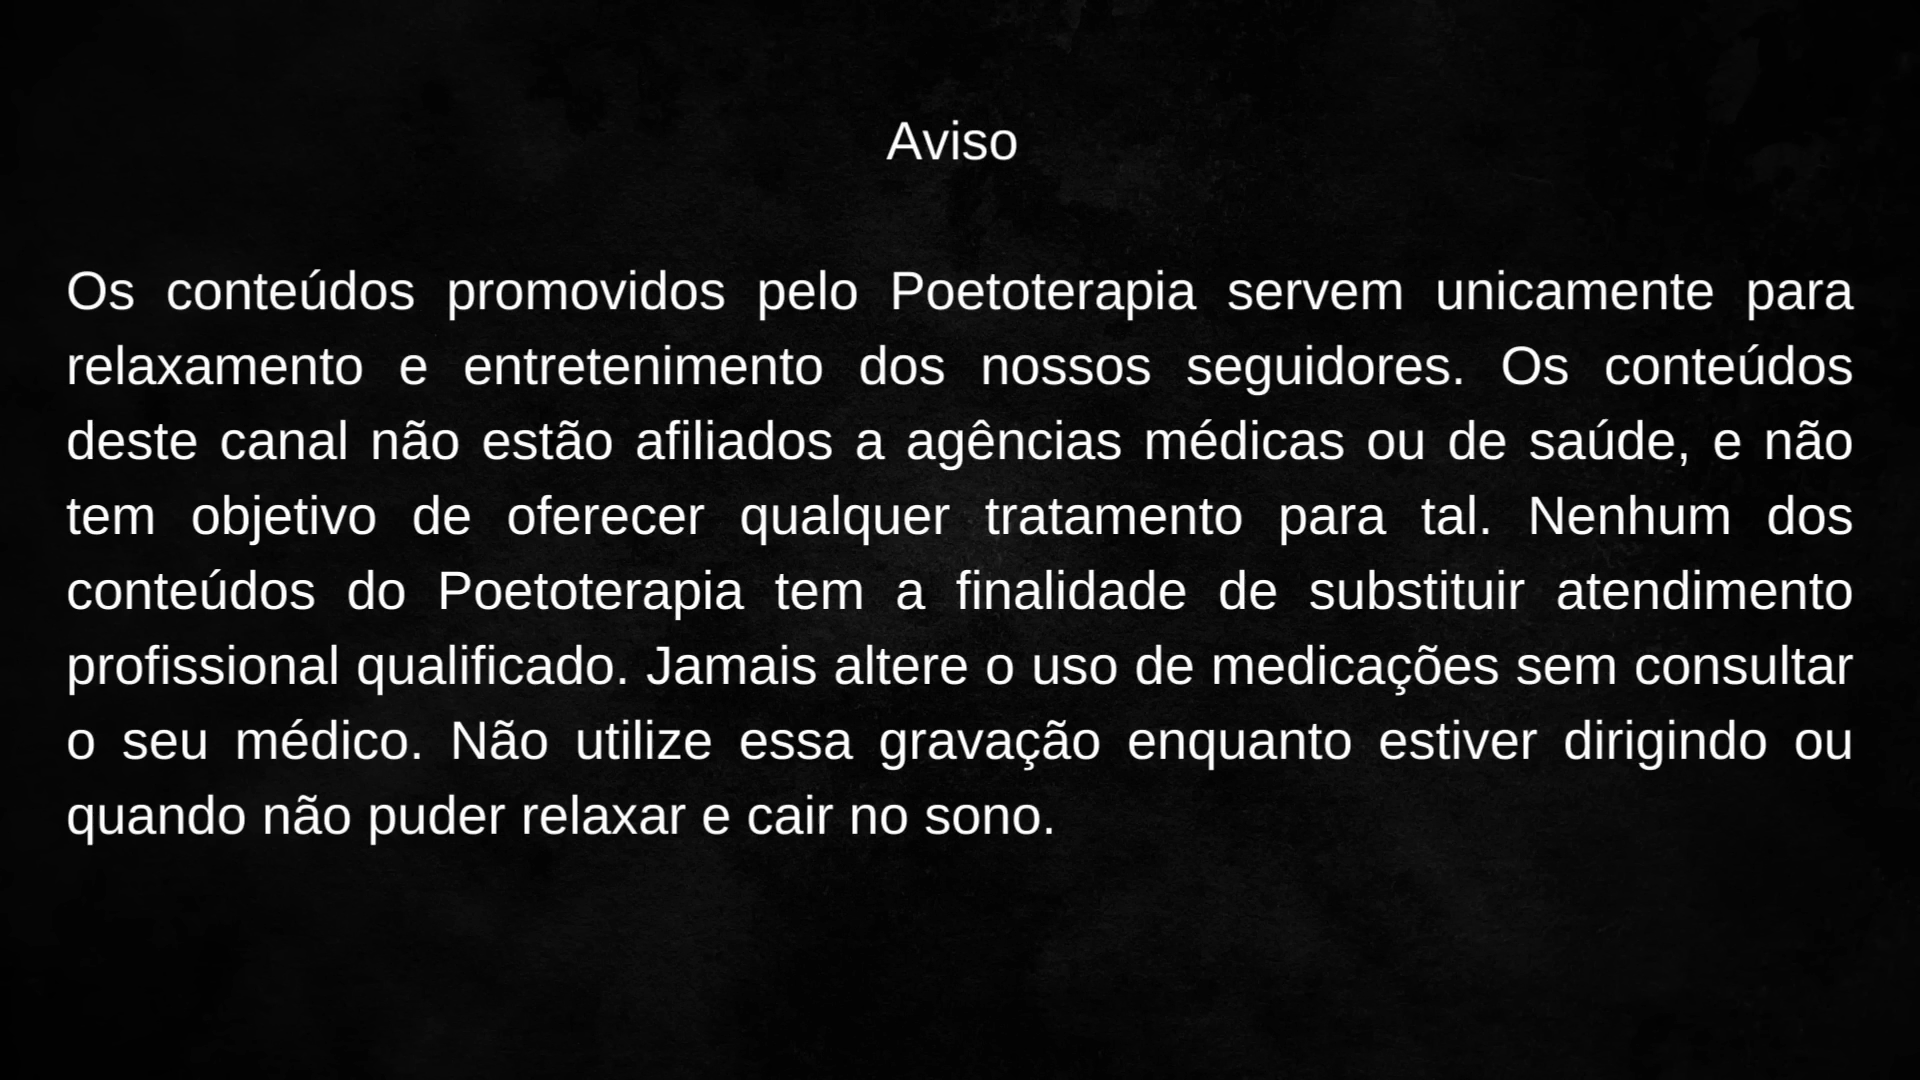 Aviso
Os conteúdos promovidos pelo Poetoterapia servem unicamente para
relaxamento e entretenimento dos nossos seguidores. Os conteúdos
deste canal não estão afiliados a agências médicas ou de saúde, e não
tem objetivo de oferecer qualquer tratamento para tal. Nenhum dos
conteúdos do Poetoterapia tem a finalidade de substituir atendimento
profissional qualificado. Jamais altere o uso de medicações sem consultar
o seu médico. Não utilize essa gravação enquanto estiver dirigindo ou
quando não puder relaxar e cair no sono.